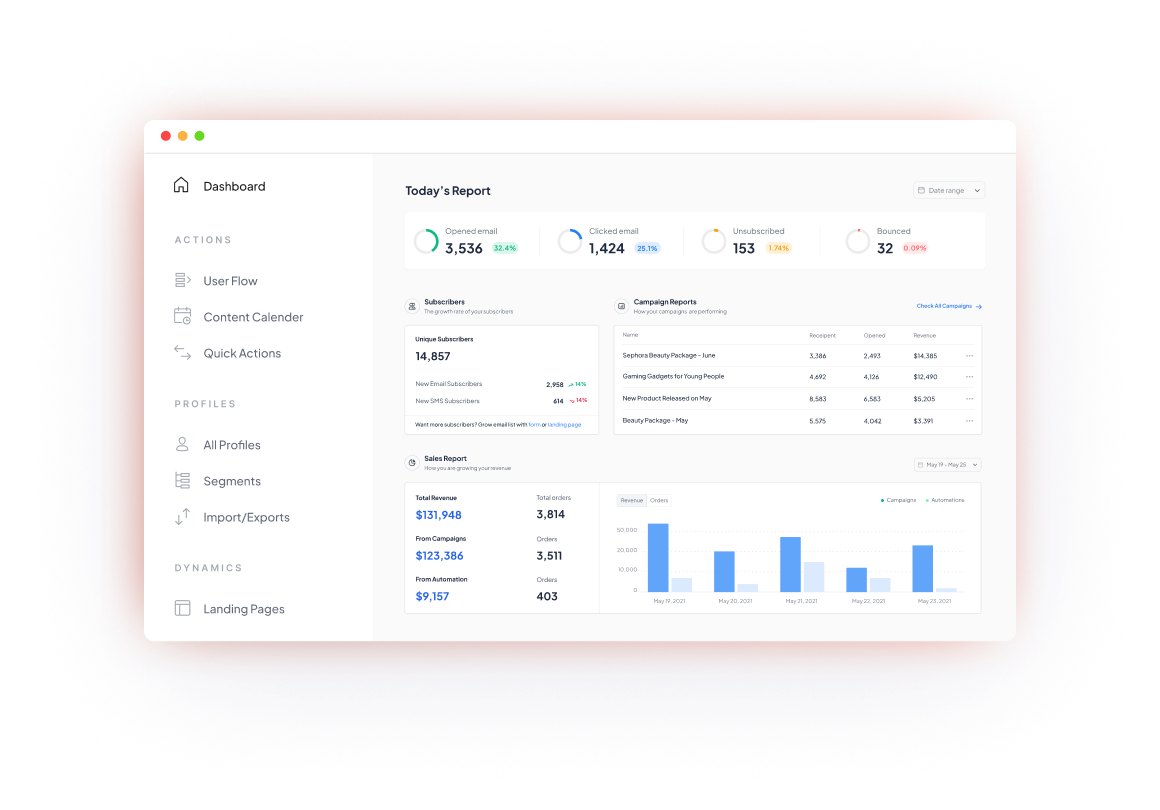 Dashboard
ACTIONS
User Flow
Content Calender
Quick Actions
PROFILES
All Profiles
Segments
Import/Exports
DYNAMICS
Landing Pages
Today's Report
Date range
Opened email
3,536 32.4%
Clicked email
1,424 25.1%
Unsubscribed
153 1.74%
Bounced
32 0.09%
Subscribers
The growth rate of your subscribers
Unique Subscribers
14,857
New Email Subscribers 2,958 14%
New SMS Subscribers 614 14%
Want more subscribers? Grow email list with form or landing page
Campaign Reports
How your campaigns are performing
Check All Campaigns
Name Receipent Opened Revenue
Sephora Beauty Package - June 3,386 2,493 $14,385
Gaming Gadgets for Young People 4,692 4,126 $12,490
New Product Released on May 8,583 6,583 $5,205
Beauty Package - May 5,575 4,042 $3,391
Sales Report
How you are growing your revenue
May 19 - May 25
Total Revenue Total orders
$131,948 3,814
From Campaigns Orders
$123,386 3,511
From Automation Orders
$9,157 403
Revenue Orders
Campaigns Automations
50,000
20,000
10,000
0
May 19, 2021 May 20, 2021 May 21, 2021 May 22, 2021 May 23, 2021